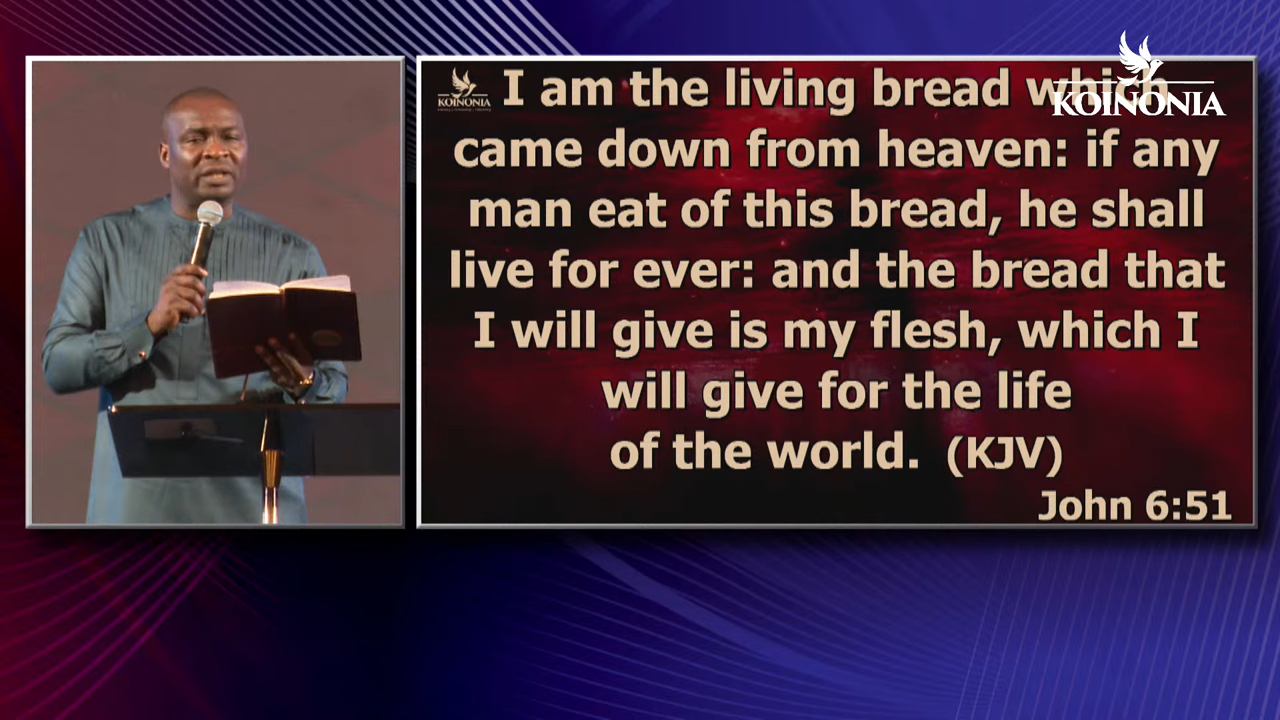 KOINONIA
KOINONIA
I am the living bread which
came down from heaven: if any
man eat of this bread, he shall
live for ever: and the bread that
I will give is my flesh, which I
will give for the life
of the world. (KJV)
John 6:51